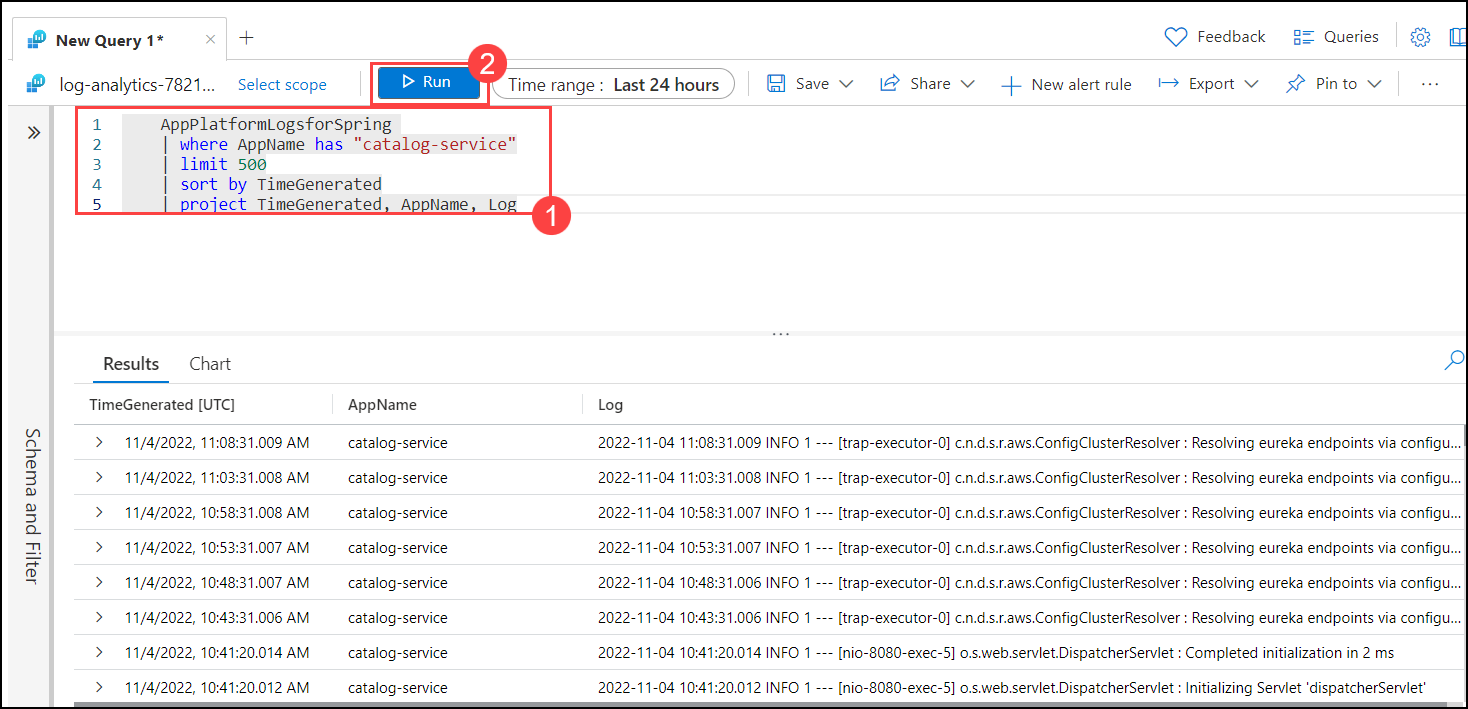 New Query 1*
Feedback
Queries
log-analytics-7821...
Select scope
Run
2
Time range : Last 24 hours
Save
Share
New alert rule
Export
Pin to
...
1 AppPlatformLogsforSpring
2 | where AppName has "catalog-service"
3 | limit 500
4 | sort by TimeGenerated
5 | project TimeGenerated, AppName, Log
1
Schema and Filter
...
Results Chart
TimeGenerated [UTC] AppName Log
11/4/2022, 11:08:31.009 AM catalog-service 2022-11-04 11:08:31.009 INFO 1 --- [trap-executor-0] c.n.d.s.r.aws.ConfigClusterResolver : Resolving eureka endpoints via configu...
11/4/2022, 11:03:31.008 AM catalog-service 2022-11-04 11:03:31.008 INFO 1 --- [trap-executor-0] c.n.d.s.r.aws.ConfigClusterResolver : Resolving eureka endpoints via configu...
11/4/2022, 10:58:31.008 AM catalog-service 2022-11-04 10:58:31.007 INFO 1 --- [trap-executor-0] c.n.d.s.r.aws.ConfigClusterResolver : Resolving eureka endpoints via configu...
11/4/2022, 10:53:31.007 AM catalog-service 2022-11-04 10:53:31.007 INFO 1 --- [trap-executor-0] c.n.d.s.r.aws.ConfigClusterResolver : Resolving eureka endpoints via configu...
11/4/2022, 10:48:31.007 AM catalog-service 2022-11-04 10:48:31.006 INFO 1 --- [trap-executor-0] c.n.d.s.r.aws.ConfigClusterResolver : Resolving eureka endpoints via configu...
11/4/2022, 10:43:31.006 AM catalog-service 2022-11-04 10:43:31.006 INFO 1 --- [trap-executor-0] c.n.d.s.r.aws.ConfigClusterResolver : Resolving eureka endpoints via configu...
11/4/2022, 10:41:20.014 AM catalog-service 2022-11-04 10:41:20.014 INFO 1 --- [nio-8080-exec-5] o.s.web.servlet.DispatcherServlet : Completed initialization in 2 ms
11/4/2022, 10:41:20.012 AM catalog-service 2022-11-04 10:41:20.012 INFO 1 --- [nio-8080-exec-5] o.s.web.servlet.DispatcherServlet : Initializing Servlet 'dispatcherServlet'